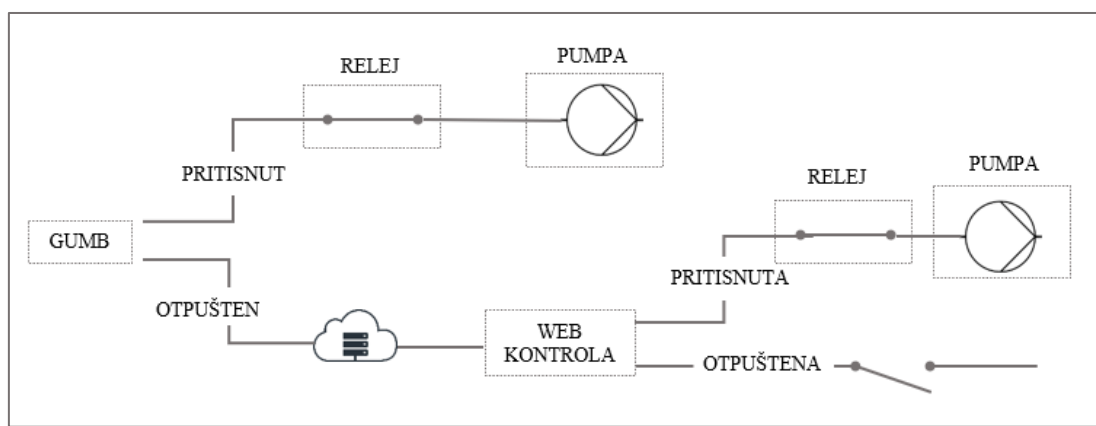 PUMPA
RELEJ
PRITISNUT
PUMPA
RELEJ
GUMB
PRITISNUTA
OTPUŠTEN
WEB
KONTROLA
OTPUŠTENA